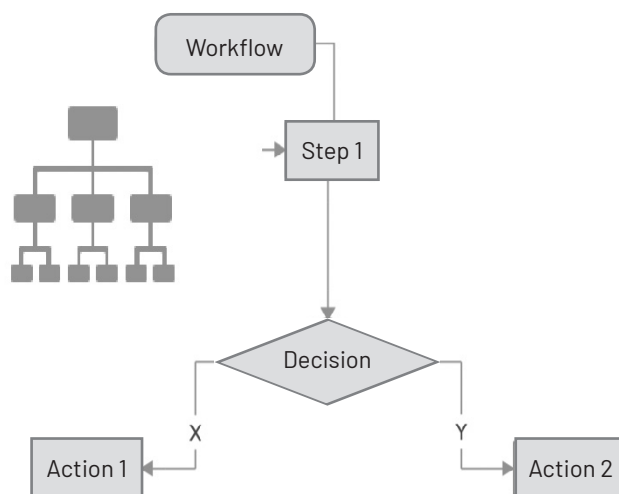 Workflow
Step 1
Decision
X
Y
Action 1
Action 2